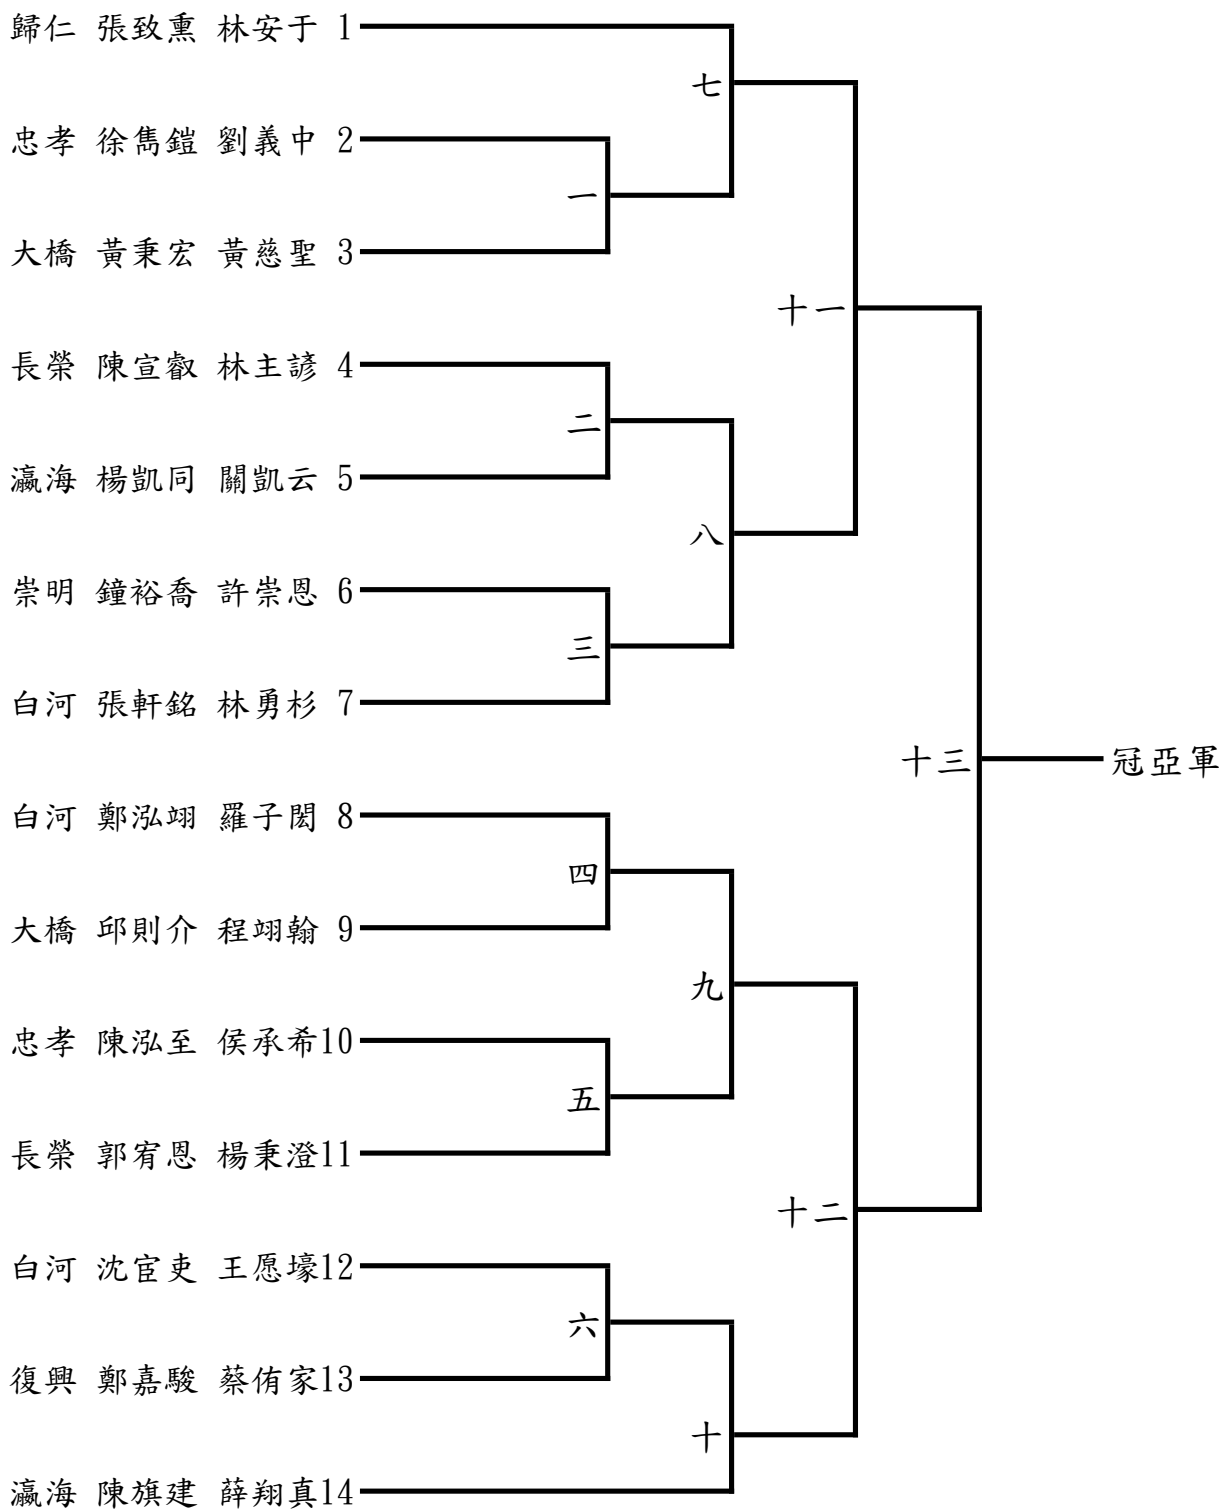 歸仁 張致熏 林安于 1
七
忠孝 徐雋鎧 劉義中 2
一
大橋 黃秉宏 黃慈聖 3
十一
長榮 陳宣叡 林主諺 4
二
瀛海 楊凱同 關凱云 5
八
崇明 鐘裕喬 許崇恩 6
三
白河 張軒銘 林勇杉 7
十三 冠亞軍
白河 鄭泓翊 羅子閎 8
四
大橋 邱則介 程翊翰 9
九
忠孝 陳泓至 侯承希10
五
長榮 郭宥恩 楊秉澄11
十二
白河 沈宦吏 王愿壕12
六
復興 鄭嘉駿 蔡侑家13
十
瀛海 陳旗建 薛翔真14